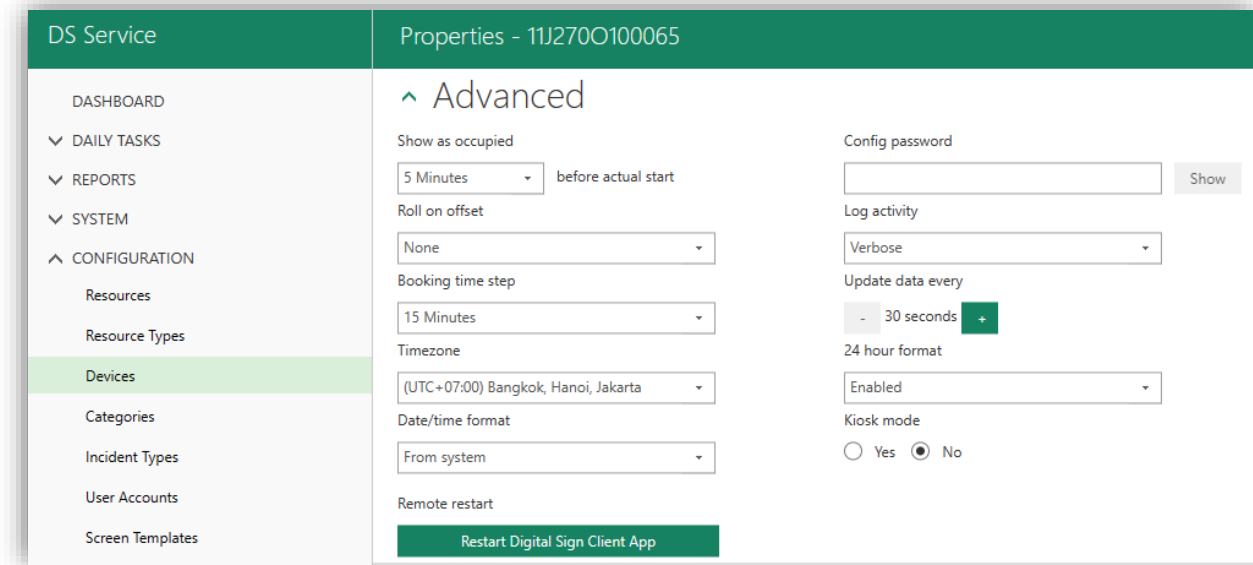 DS Service
Properties - 11J270O100065
DASHBOARD
DAILY TASKS
REPORTS
SYSTEM
CONFIGURATION
Resources
Resource Types
Devices
Categories
Incident Types
User Accounts
Screen Templates
Advanced
Show as occupied
5 Minutes before actual start
Roll on offset
None
Booking time step
15 Minutes
Timezone
(UTC+07:00) Bangkok, Hanoi, Jakarta
Date/time format
From system
Remote restart
Restart Digital Sign Client App
Config password
Show
Log activity
Verbose
Update data every
- 30 seconds +
24 hour format
Enabled
Kiosk mode
Yes No